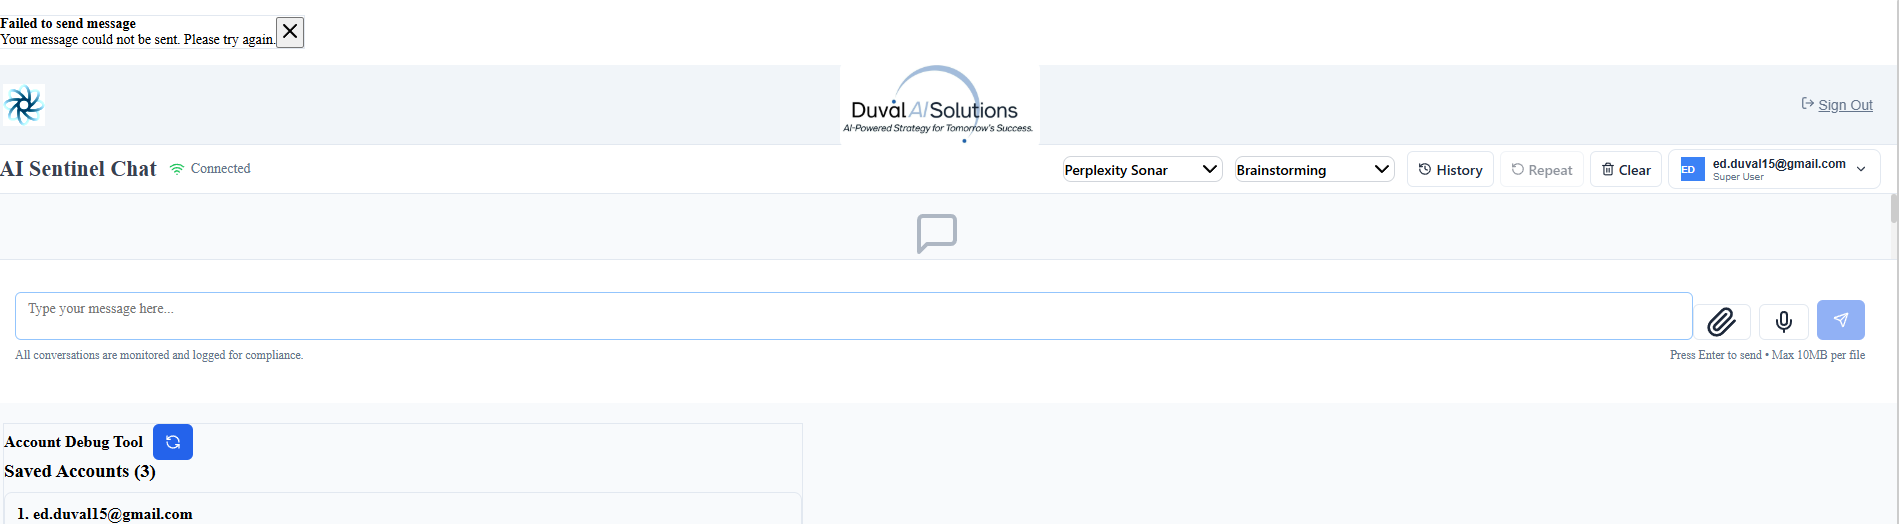 Failed to send message
Your message could not be sent. Please try again.
Duval AI Solutions
AI-Powered Strategy for Tomorrow's Success.
Sign Out
AI Sentinel Chat
Connected
Perplexity Sonar
Brainstorming
History
Repeat
Clear
ED
ed.duval15@gmail.com
Super User
Type your message here...
All conversations are monitored and logged for compliance.
Press Enter to send • Max 10MB per file
Account Debug Tool
Saved Accounts (3)
1. ed.duval15@gmail.com